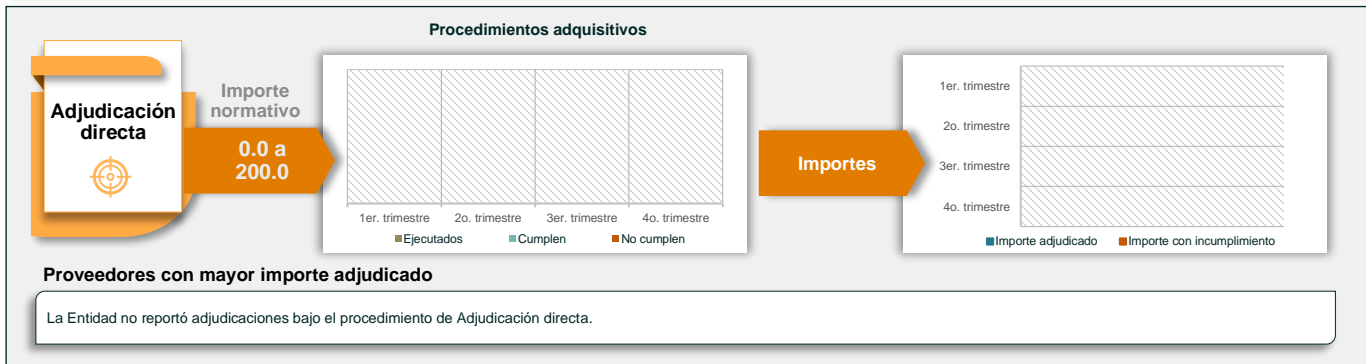 Procedimientos adquisitivos
Adjudicación
directa
Importe
normativo
0.0 a
200.0
1er. trimestre
2o. trimestre
3er. trimestre
4o. trimestre
Ejecutados
Cumplen
No cumplen
Importes
1er. trimestre
2o. trimestre
3er. trimestre
4o. trimestre
Importe adjudicado
Importe con incumplimiento
Proveedores con mayor importe adjudicado
La Entidad no reportó adjudicaciones bajo el procedimiento de Adjudicación directa.